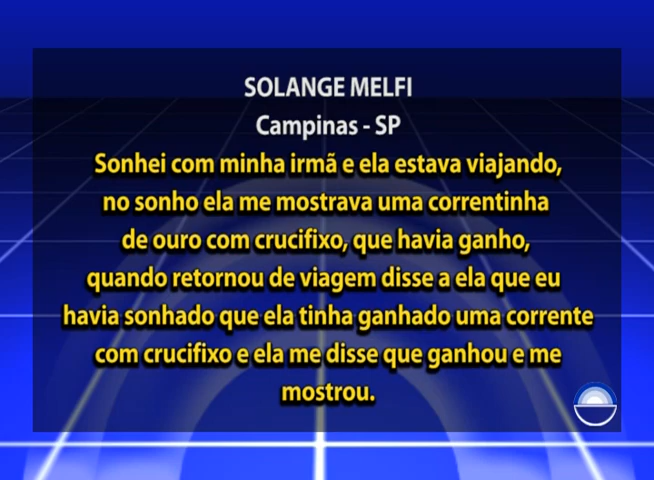 SOLANGE MELFI
Campinas - SP
Sonhei com minha irmã e ela estava viajando,
no sonho ela me mostrava uma correntinha
de ouro com crucifixo, que havia ganho,
quando retornou de viagem disse a ela que eu
havia sonhado que ela tinha ganhado uma corrente
com crucifixo e ela me disse que ganhou e me
mostrou.